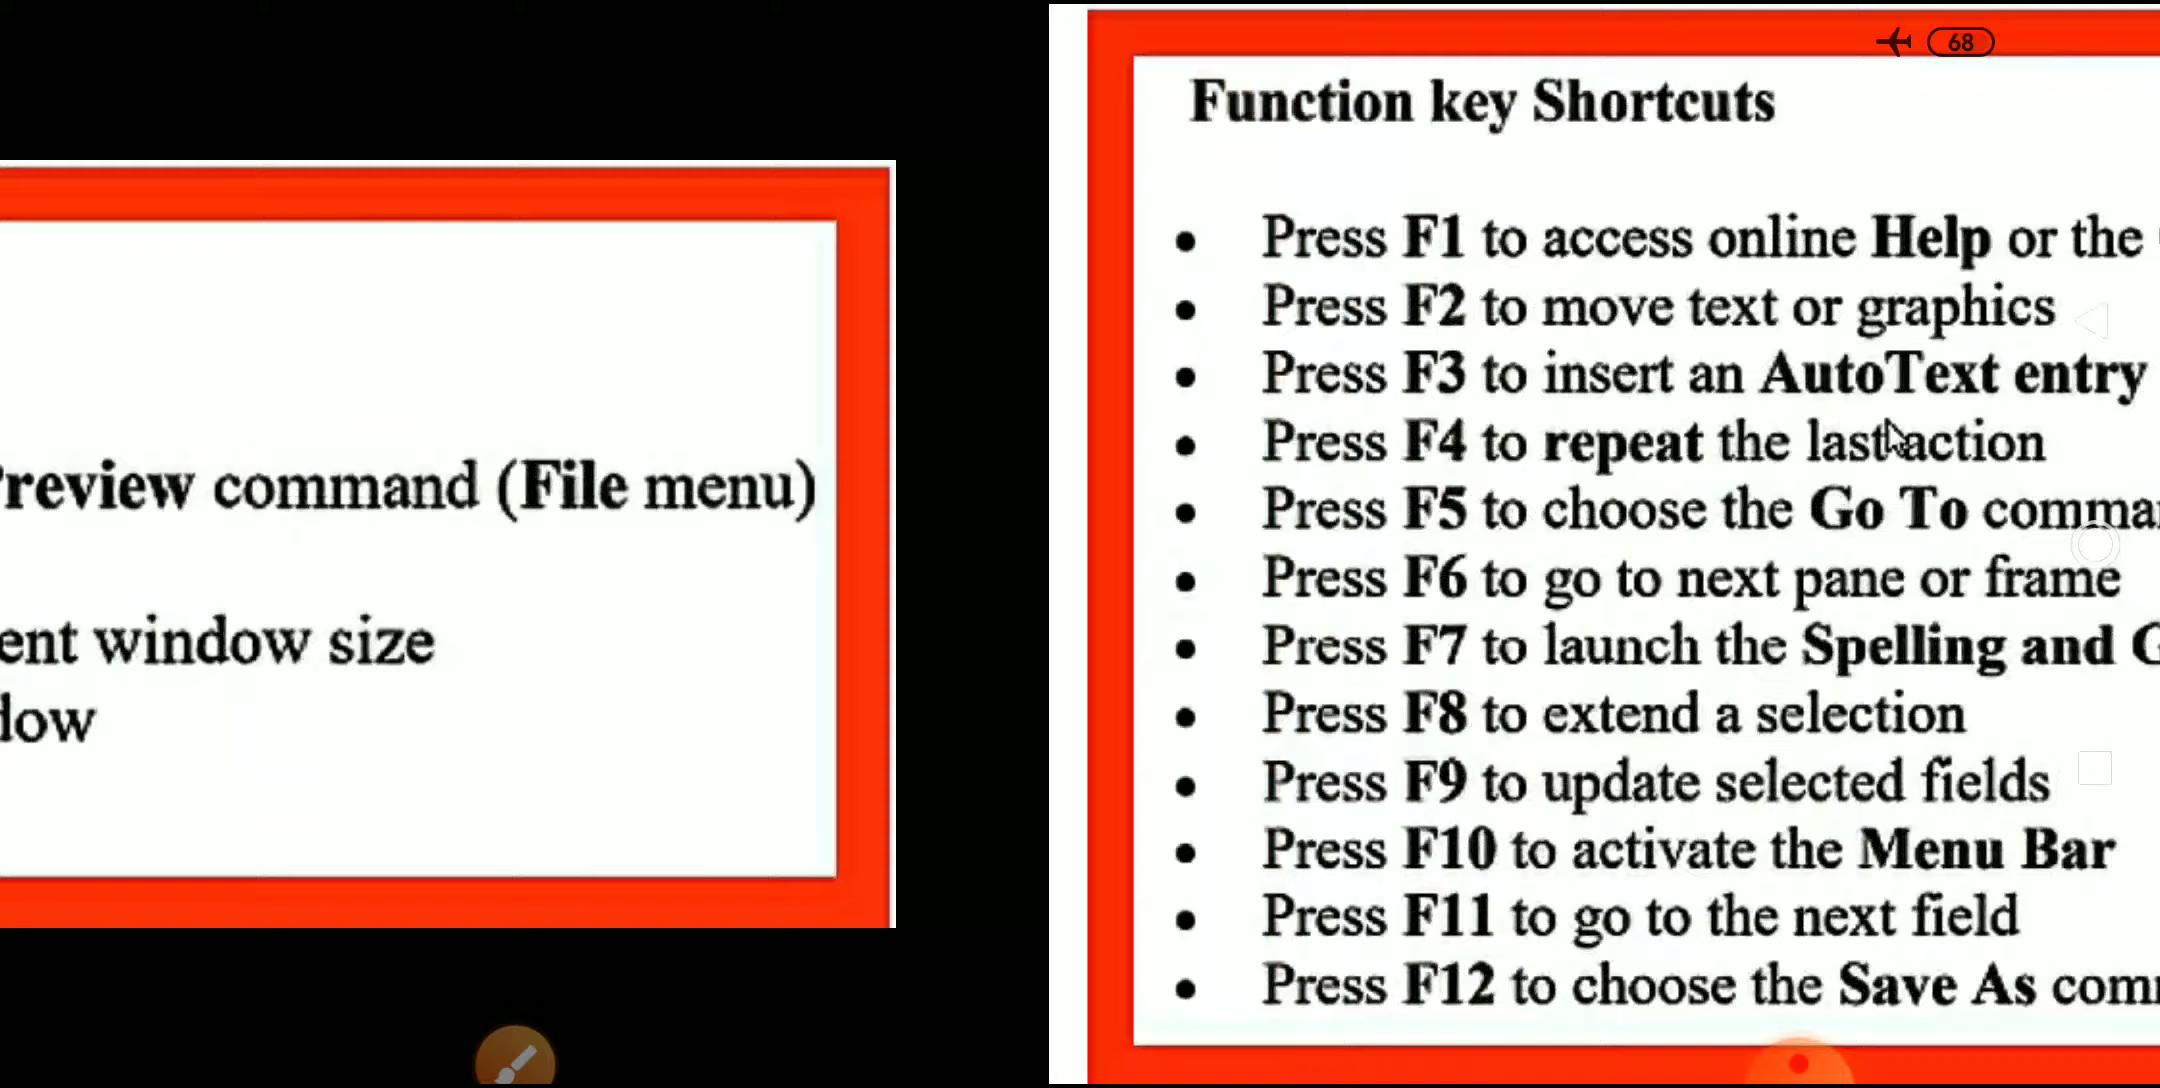 review command (File menu)
ent window size
dow
68
Function key Shortcuts
• Press F1 to access online Help or the
• Press F2 to move text or graphics
• Press F3 to insert an AutoText entry
• Press F4 to repeat the last action
• Press F5 to choose the Go To comma
• Press F6 to go to next pane or frame
• Press F7 to launch the Spelling and G
• Press F8 to extend a selection
• Press F9 to update selected fields
• Press F10 to activate the Menu Bar
• Press F11 to go to the next field
• Press F12 to choose the Save As com